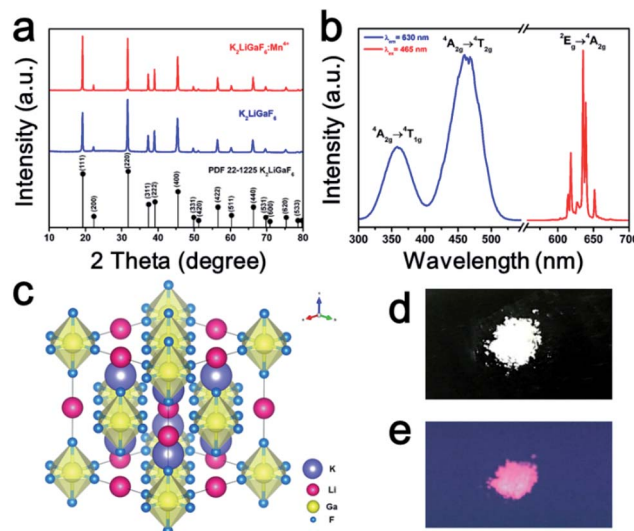 a
K₂LiGaF₆:Mn⁴⁺
K₂LiGaF₆
PDF 22-1225 K₂LiGaF₆
(111)
(200)
(220)
(311)
(222)
(400)
(331)
(420)
(422)
(511)
(440)
(531)
(600)
(620)
(533)
10 20 30 40 50 60 70 80
2 Theta (degree)
Intensity (a.u.)
b
λem= 630 nm
λex= 465 nm
⁴A₂g→⁴T₂g
²Eg→⁴A₂g
⁴A₂g→⁴T₁g
300 350 400 450 500 600 650 700
Wavelength (nm)
Intensity (a.u.)
c
K
Li
Ga
F
d
e